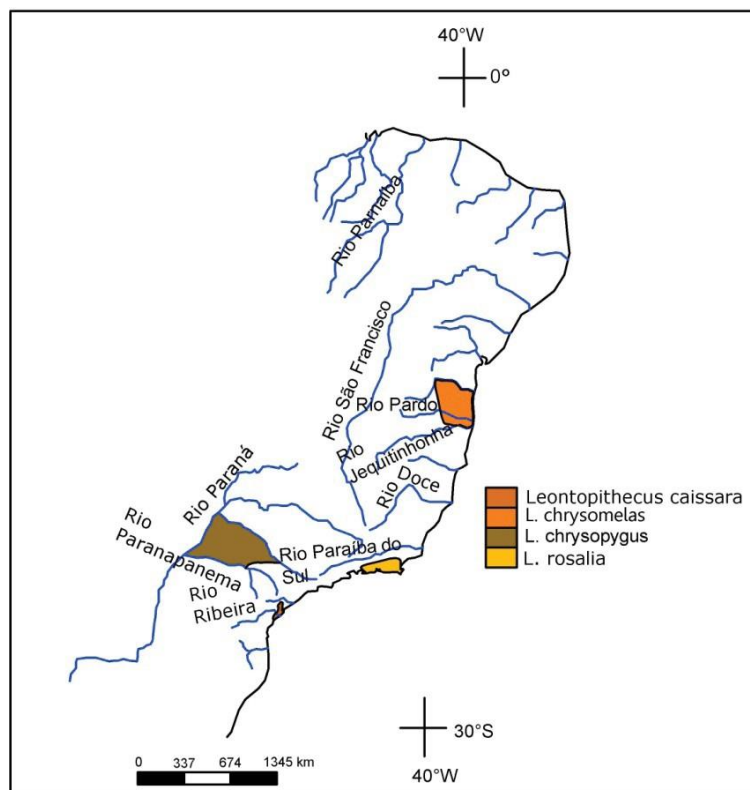 40°W
0°
Rio Parnaíba
Rio São Francisco
Rio Pardo
Rio
Jequitinhonha
Rio Doce
Rio Paraná
Rio
Paranapanema
Rio Paraíba do
Sul
Rio
Ribeira
Leontopithecus caissara
L. chrysomelas
L. chrysopygus
L. rosalia
30°S
40°W
0 337 674 1345 km